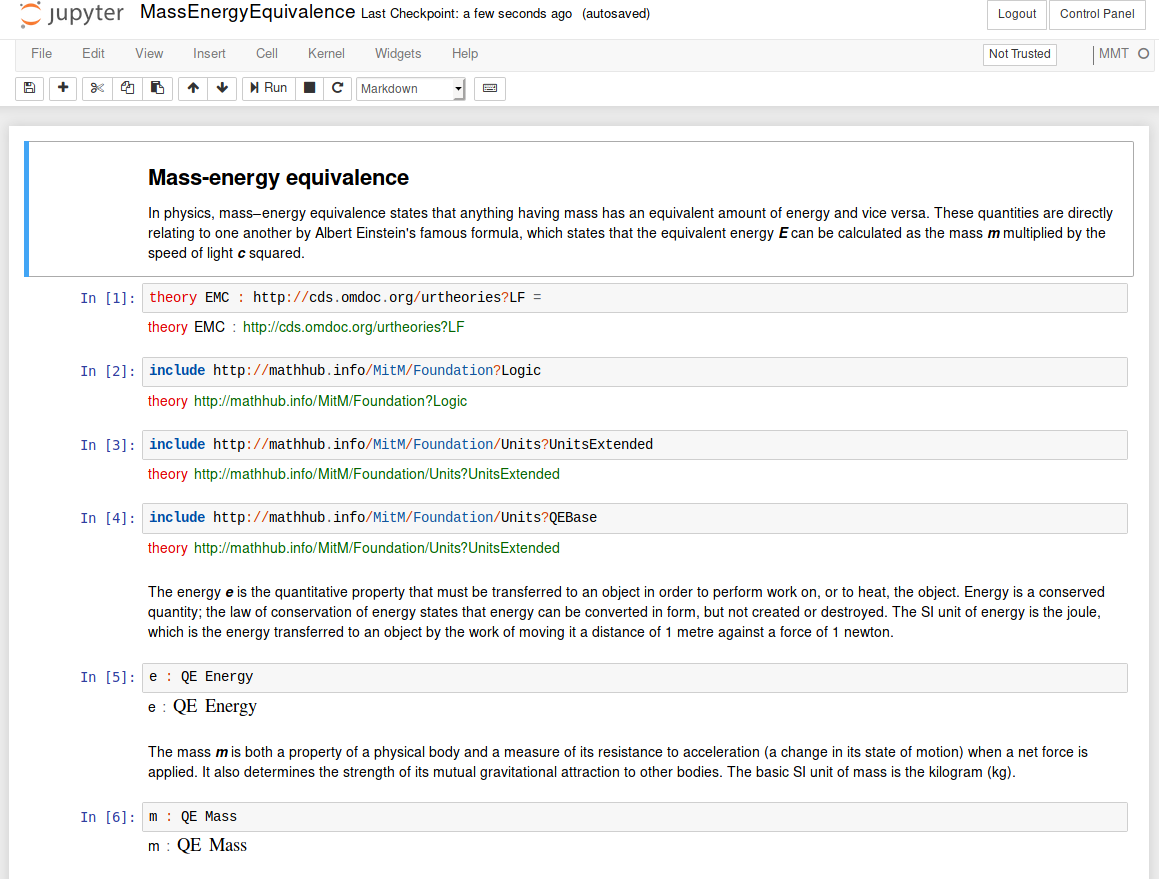 jupyter MassEnergyEquivalence Last Checkpoint: a few seconds ago (autosaved) Logout Control Panel
File Edit View Insert Cell Kernel Widgets Help Not Trusted MMT
Run Markdown
Mass-energy equivalence
In physics, mass–energy equivalence states that anything having mass has an equivalent amount of energy and vice versa. These quantities are directly
relating to one another by Albert Einstein's famous formula, which states that the equivalent energy E can be calculated as the mass m multiplied by the
speed of light c squared.
In [1]: theory EMC : http://cds.omdoc.org/urtheories?LF =
theory EMC : http://cds.omdoc.org/urtheories?LF
In [2]: include http://mathhub.info/MitM/Foundation?Logic
theory http://mathhub.info/MitM/Foundation?Logic
In [3]: include http://mathhub.info/MitM/Foundation/Units?UnitsExtended
theory http://mathhub.info/MitM/Foundation/Units?UnitsExtended
In [4]: include http://mathhub.info/MitM/Foundation/Units?QEBase
theory http://mathhub.info/MitM/Foundation/Units?UnitsExtended
The energy e is the quantitative property that must be transferred to an object in order to perform work on, or to heat, the object. Energy is a conserved
quantity; the law of conservation of energy states that energy can be converted in form, but not created or destroyed. The SI unit of energy is the joule,
which is the energy transferred to an object by the work of moving it a distance of 1 metre against a force of 1 newton.
In [5]: e : QE Energy
e : QE Energy
The mass m is both a property of a physical body and a measure of its resistance to acceleration (a change in its state of motion) when a net force is
applied. It also determines the strength of its mutual gravitational attraction to other bodies. The basic SI unit of mass is the kilogram (kg).
In [6]: m : QE Mass
m : QE Mass